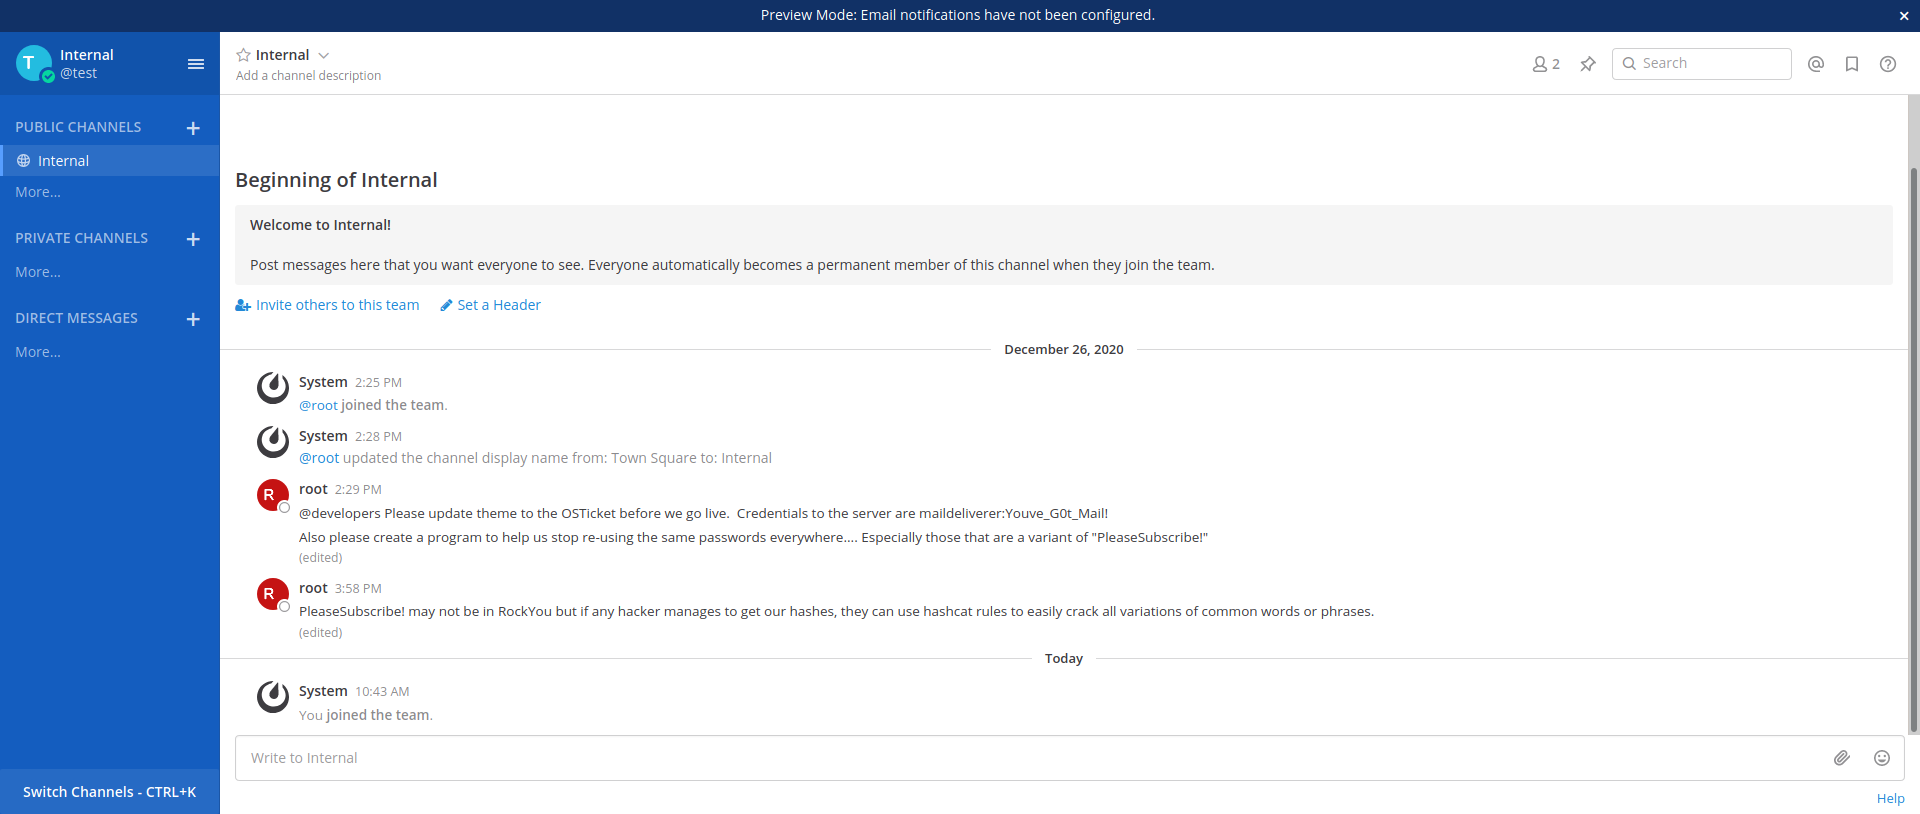 Preview Mode: Email notifications have not been configured.
T
Internal
@test
PUBLIC CHANNELS
Internal
More...
PRIVATE CHANNELS
More...
DIRECT MESSAGES
More...
Switch Channels - CTRL+K
Internal
Add a channel description
2
Search
Beginning of Internal
Welcome to Internal!
Post messages here that you want everyone to see. Everyone automatically becomes a permanent member of this channel when they join the team.
Invite others to this team Set a Header
December 26, 2020
System 2:25 PM
@root joined the team.
System 2:28 PM
@root updated the channel display name from: Town Square to: Internal
R
root 2:29 PM
@developers Please update theme to the OSTicket before we go live.  Credentials to the server are maildeliverer:Youve_G0t_Mail!
Also please create a program to help us stop re-using the same passwords everywhere.... Especially those that are a variant of "PleaseSubscribe!"
(edited)
R
root 3:58 PM
PleaseSubscribe! may not be in RockYou but if any hacker manages to get our hashes, they can use hashcat rules to easily crack all variations of common words or phrases.
(edited)
Today
System 10:43 AM
You joined the team.
Write to Internal
Help